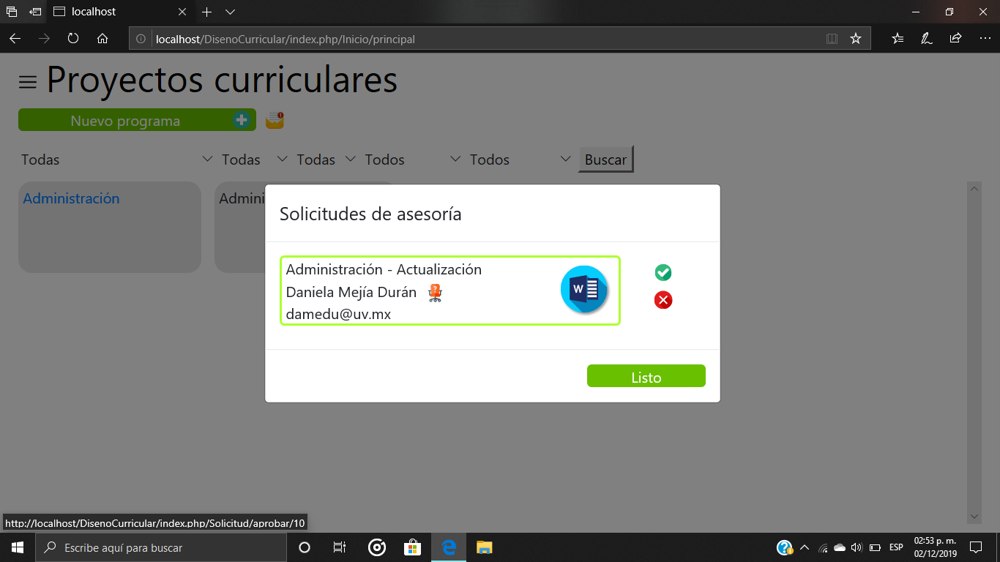 localhost
localhost/DisenoCurricular/index.php/Inicio/principal
Proyectos curriculares
Nuevo programa
Todas Todas Todas Todos Todos Buscar
Administración Admini
Solicitudes de asesoría
Administración - Actualización
Daniela Mejía Durán
damedu@uv.mx
W
Listo
http://localhost/DisenoCurricular/index.php/Solicitud/aprobar/10
Escribe aquí para buscar
ESP
02:53 p. m.
02/12/2019